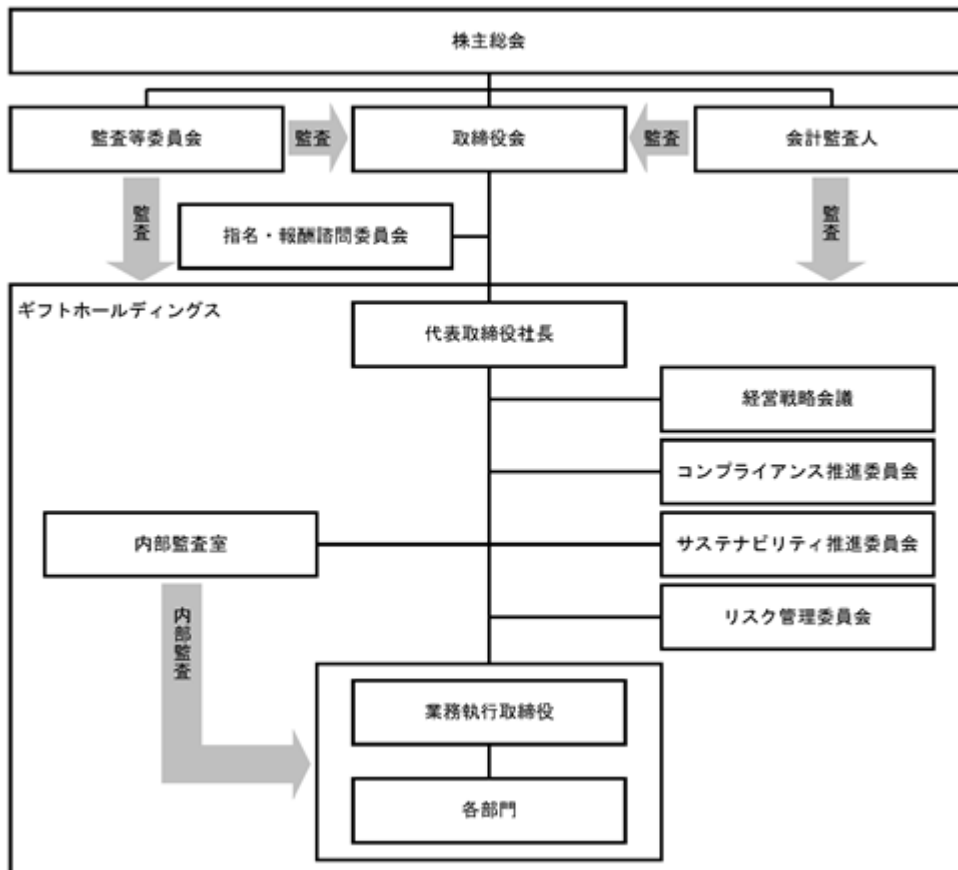 株主総会
監査等委員会
監査
取締役会
監査
会計監査人
監査
指名・報酬諮問委員会
監査
ギフトホールディングス
代表取締役社長
経営戦略会議
コンプライアンス推進委員会
内部監査室
サステナビリティ推進委員会
内部監査
リスク管理委員会
業務執行取締役
各部門